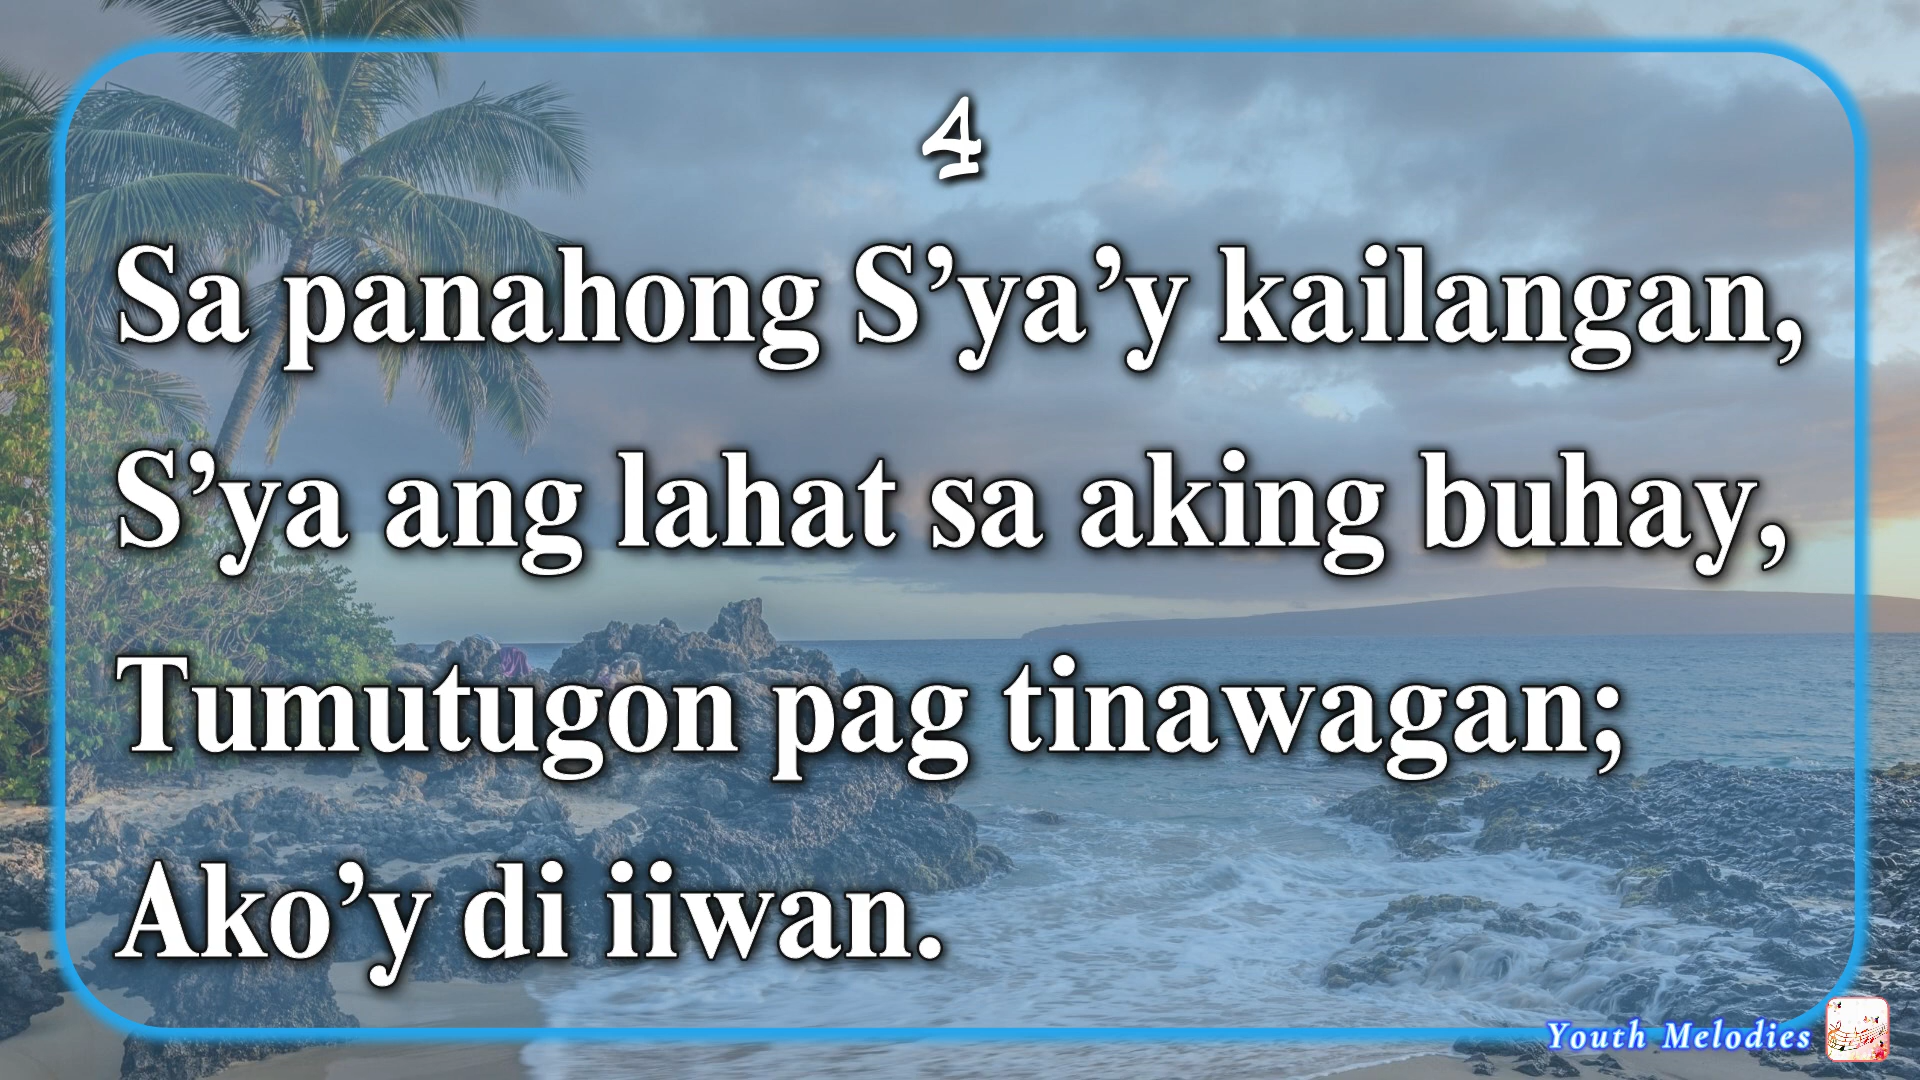 4
Sa panahong S’ya’y kailangan,
S’ya ang lahat sa aking buhay,
Tumutugon pag tinawagan;
Ako’y di iiwan.
Youth Melodies